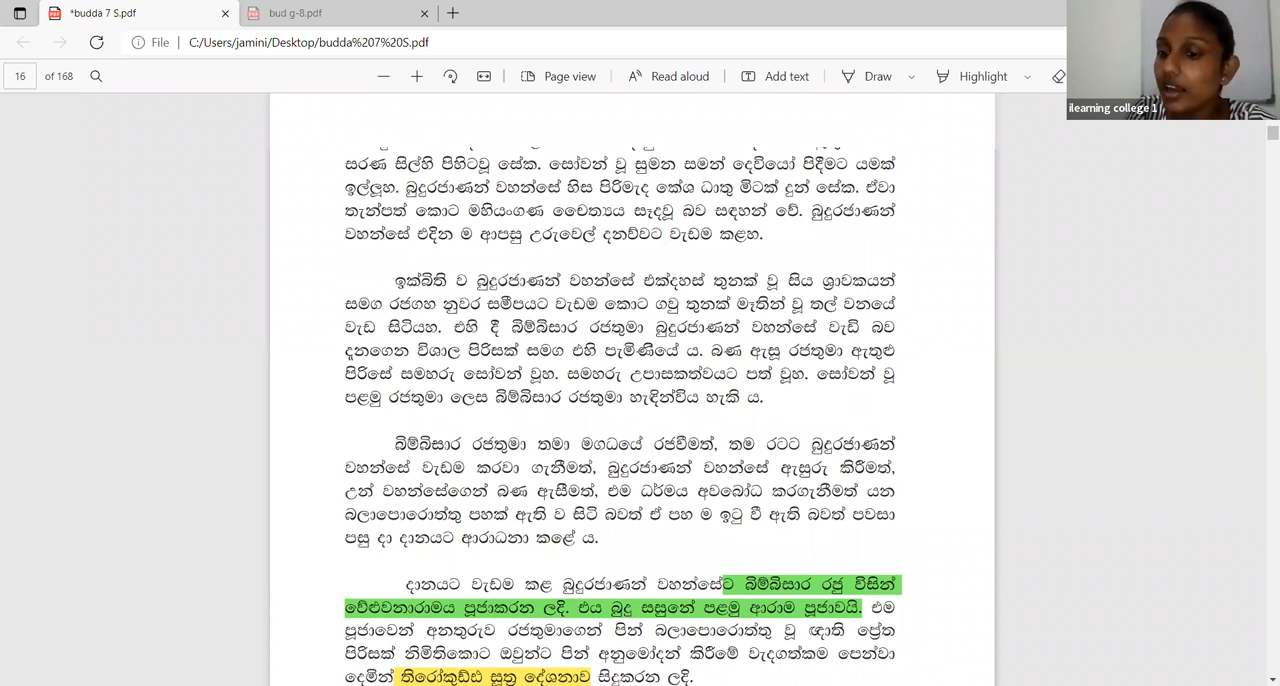 *budda 7 S.pdf
bud g-8.pdf
File
C:/Users/jamini/Desktop/budda%207%20S.pdf
16 of 168
Page view
Read aloud
Add text
Draw
Highlight
ilearning college 1
සරණ සිල්හි පිහිටවූ සේක. සෝවන් වූ සුමන සමන් දෙවියෝ පිදීමට යමක්
ඉල්ලූහ. බුදුරජාණන් වහන්සේ හිස පිරිමැද කේශ ධාතු මිටක් දුන් සේක. ඒවා
තැන්පත් කොට මහියංගණ චෛත්‍යය සෑදවූ බව සඳහන් වේ. බුදුරජාණන්
වහන්සේ එදින ම ආපසු උරුවෙල් දනව්වට වැඩම කළහ.
ඉක්බිති ව බුදුරජාණන් වහන්සේ එක්දහස් තුනක් වූ සිය ශ්‍රාවකයන්
සමග රජගහ නුවර සමීපයට වැඩම කොට ගවු තුනක් මෑතින් වූ තල් වනයේ
වැඩ සිටියහ. එහි දී බිම්බිසාර රජතුමා බුදුරජාණන් වහන්සේ වැඩි බව
දැනගෙන විශාල පිරිසක් සමග එහි පැමිණියේ ය. බණ ඇසූ රජතුමා ඇතුළු
පිරිසේ සමහරු සෝවන් වූහ. සමහරු උපාසකත්වයට පත් වූහ. සෝවන් වූ
පළමු රජතුමා ලෙස බිම්බිසාර රජතුමා හැඳින්විය හැකි ය.
බිම්බිසාර රජතුමා තමා මගධයේ රජවීමත්, තම රටට බුදුරජාණන්
වහන්සේ වැඩම කරවා ගැනීමත්, බුදුරජාණන් වහන්සේ ඇසුරු කිරීමත්,
උන් වහන්සේගෙන් බණ ඇසීමත්, එම ධර්මය අවබෝධ කරගැනීමත් යන
බලාපොරොත්තු පහක් ඇති ව සිටි බවත් ඒ පහ ම ඉටු වී ඇති බවත් පවසා
පසු දා දානයට ආරාධනා කළේ ය.
දානයට වැඩම කළ බුදුරජාණන් වහන්සේට බිම්බිසාර රජු විසින්
වේළුවනාරාමය පූජාකරන ලදි. එය බුදු සසුනේ පළමු ආරාම පූජාවයි. එම
පූජාවෙන් අනතුරුව රජතුමාගෙන් පින් බලාපොරොත්තු වූ ඥාති ප්‍රේත
පිරිසක් නිමිතිකොට ඔවුන්ට පින් අනුමෝදන් කිරීමේ වැදගත්කම පෙන්වා
දෙමින් තිරෝකුඩ්ඪ සූත්‍ර දේශනාව සිදුකරන ලදි.